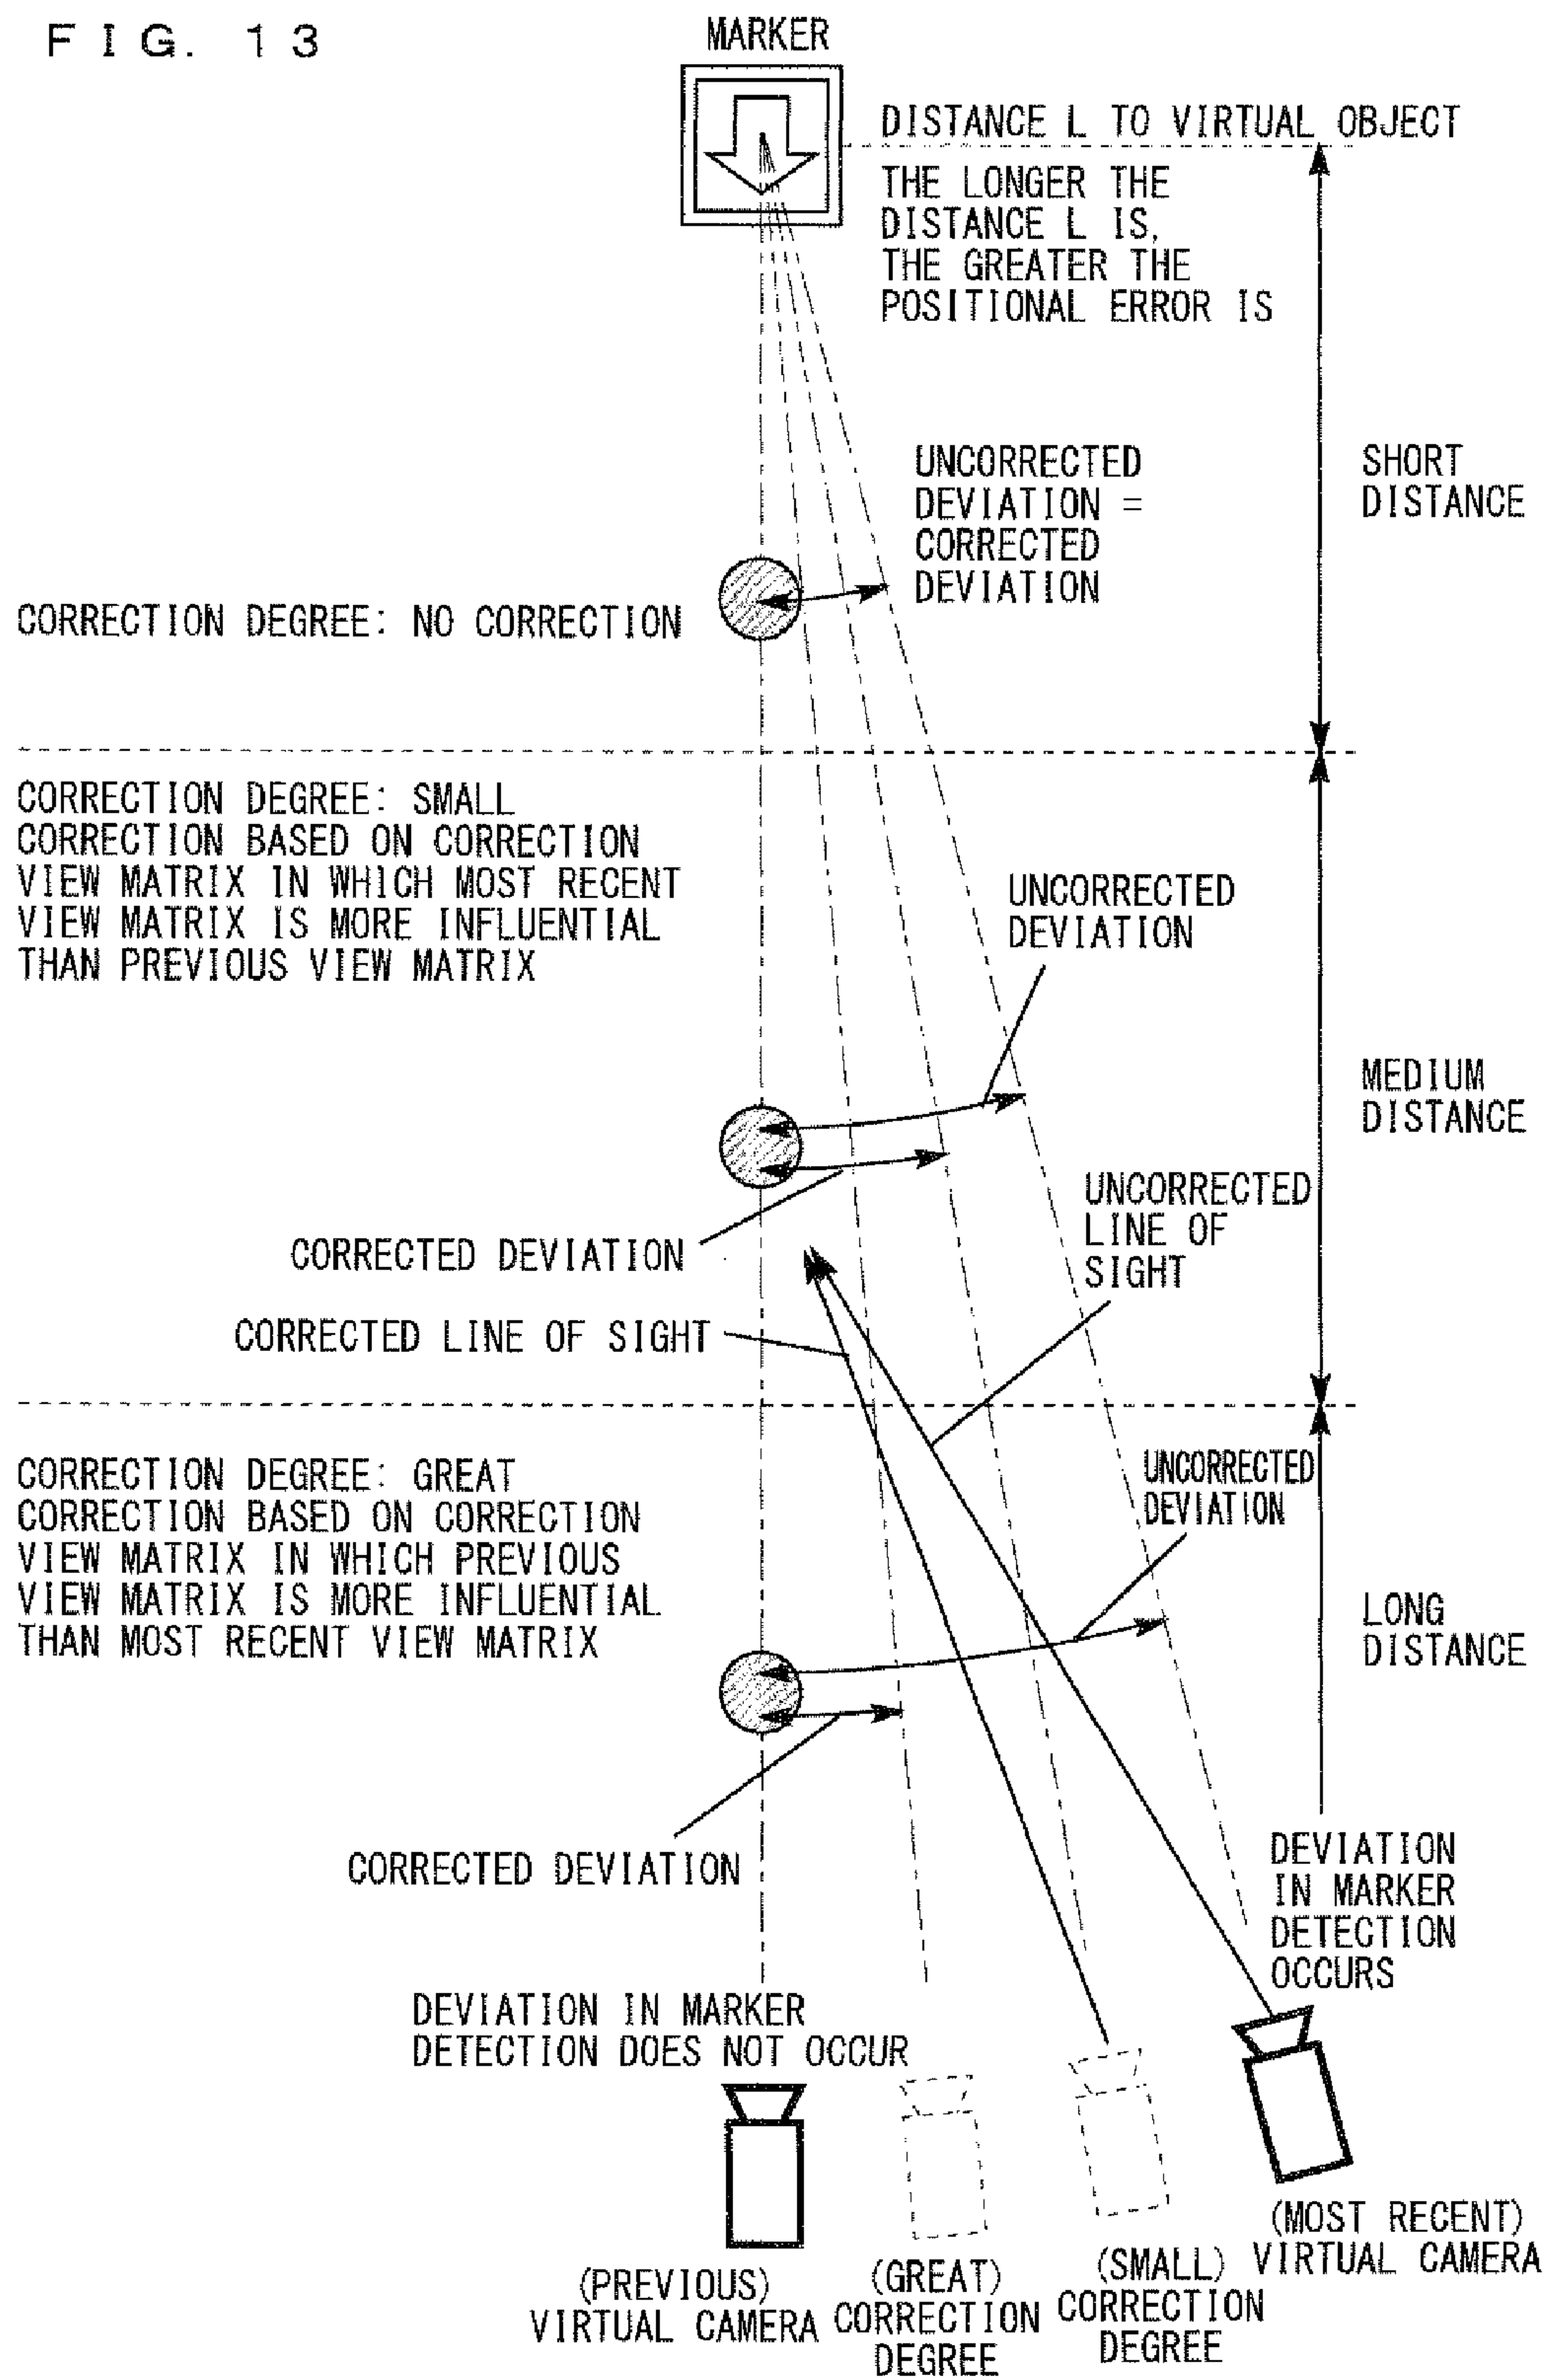 FIG. 13
MARKER
DISTANCE L TO VIRTUAL OBJECT
THE LONGER THE
DISTANCE L IS,
THE GREATER THE
POSITIONAL ERROR IS
UNCORRECTED
DEVIATION =
CORRECTED
DEVIATION
SHORT
DISTANCE
CORRECTION DEGREE: NO CORRECTION
CORRECTION DEGREE: SMALL
CORRECTION BASED ON CORRECTION
VIEW MATRIX IN WHICH MOST RECENT
VIEW MATRIX IS MORE INFLUENTIAL
THAN PREVIOUS VIEW MATRIX
UNCORRECTED
DEVIATION
MEDIUM
DISTANCE
UNCORRECTED
LINE OF
SIGHT
CORRECTED DEVIATION
CORRECTED LINE OF SIGHT
CORRECTION DEGREE: GREAT
CORRECTION BASED ON CORRECTION
VIEW MATRIX IN WHICH PREVIOUS
VIEW MATRIX IS MORE INFLUENTIAL
THAN MOST RECENT VIEW MATRIX
UNCORRECTED
DEVIATION
LONG
DISTANCE
CORRECTED DEVIATION
DEVIATION
IN MARKER
DETECTION
OCCURS
DEVIATION IN MARKER
DETECTION DOES NOT OCCUR
(PREVIOUS)
VIRTUAL CAMERA
(GREAT)
CORRECTION
DEGREE
(SMALL)
CORRECTION
DEGREE
(MOST RECENT)
VIRTUAL CAMERA